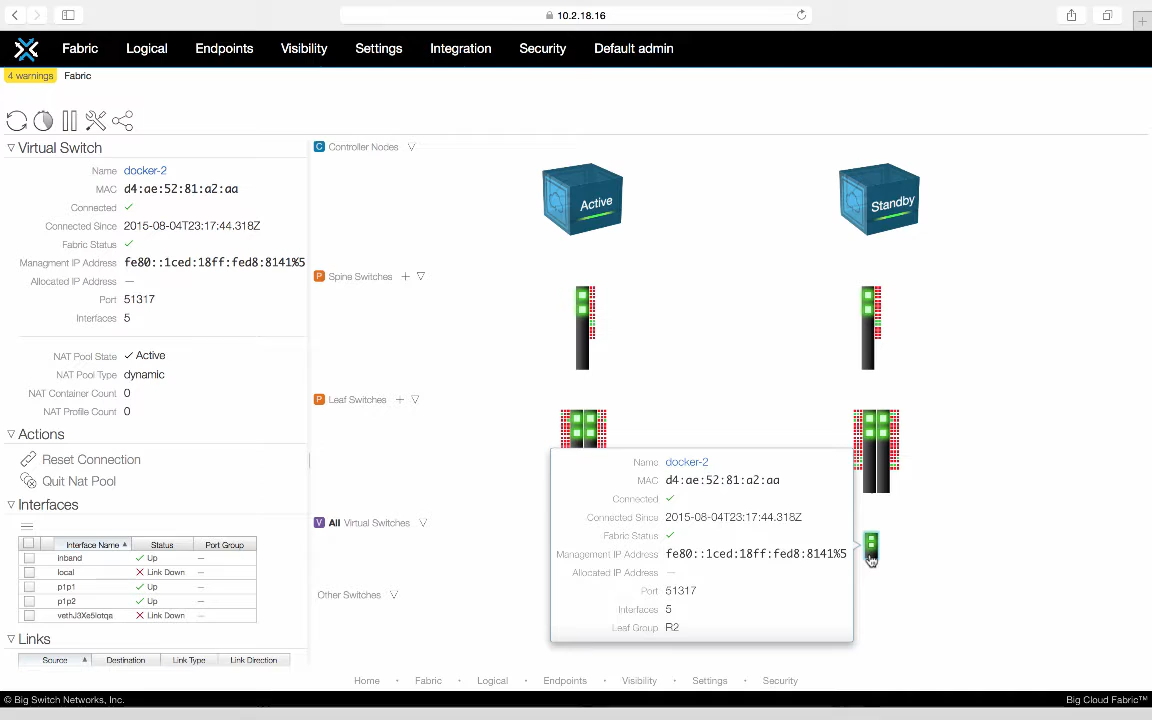 10.2.18.16
Fabric Logical Endpoints Visibility Settings Integration Security Default admin
4 warnings Fabric
Virtual Switch
Name docker-2
MAC d4:ae:52:81:a2:aa
Connected ✓
Connected Since 2015-08-04T23:17:44.318Z
Fabric Status ✓
Managment IP Address fe80::1ced:18ff:fed8:8141%5
Allocated IP Address —
Port 51317
Interfaces 5
NAT Pool State ✓ Active
NAT Pool Type dynamic
NAT Container Count 0
NAT Profile Count 0
Actions
Reset Connection
Quit Nat Pool
Interfaces
Interface Name Status Port Group
inband ✓ Up —
local ✗ Link Down —
p1p1 ✓ Up —
p1p2 ✓ Up —
vethJ3Xe5lotqa ✗ Link Down —
Links
Source Destination Link Type Link Direction
C Controller Nodes
Active Standby
P Spine Switches +
P Leaf Switches +
V All Virtual Switches
Other Switches
Name docker-2
MAC d4:ae:52:81:a2:aa
Connected ✓
Connected Since 2015-08-04T23:17:44.318Z
Fabric Status ✓
Management IP Address fe80::1ced:18ff:fed8:8141%5
Allocated IP Address —
Port 51317
Interfaces 5
Leaf Group R2
Home • Fabric • Logical • Endpoints • Visibility • Settings • Security
© Big Switch Networks, Inc. Big Cloud Fabric™